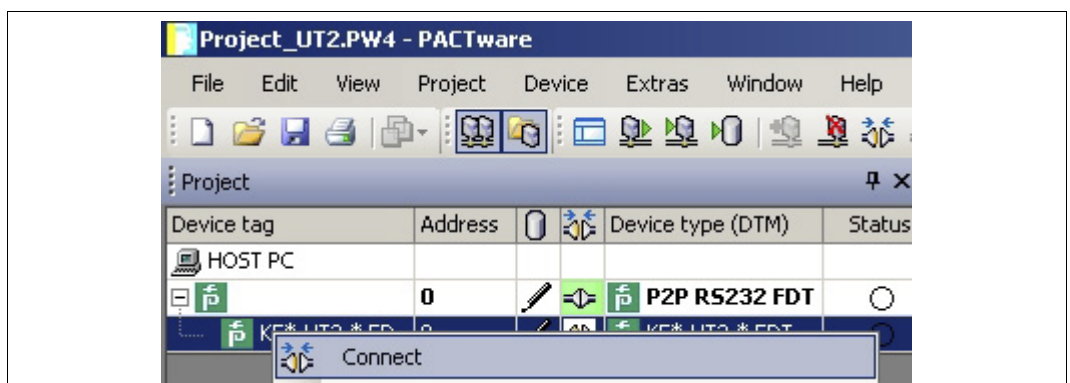 Project_UT2.PW4 - PACTware
File Edit View Project Device Extras Window Help
Project
Device tag Address Device type (DTM) Status
HOST PC
0 P2P RS232 FDT
Connect